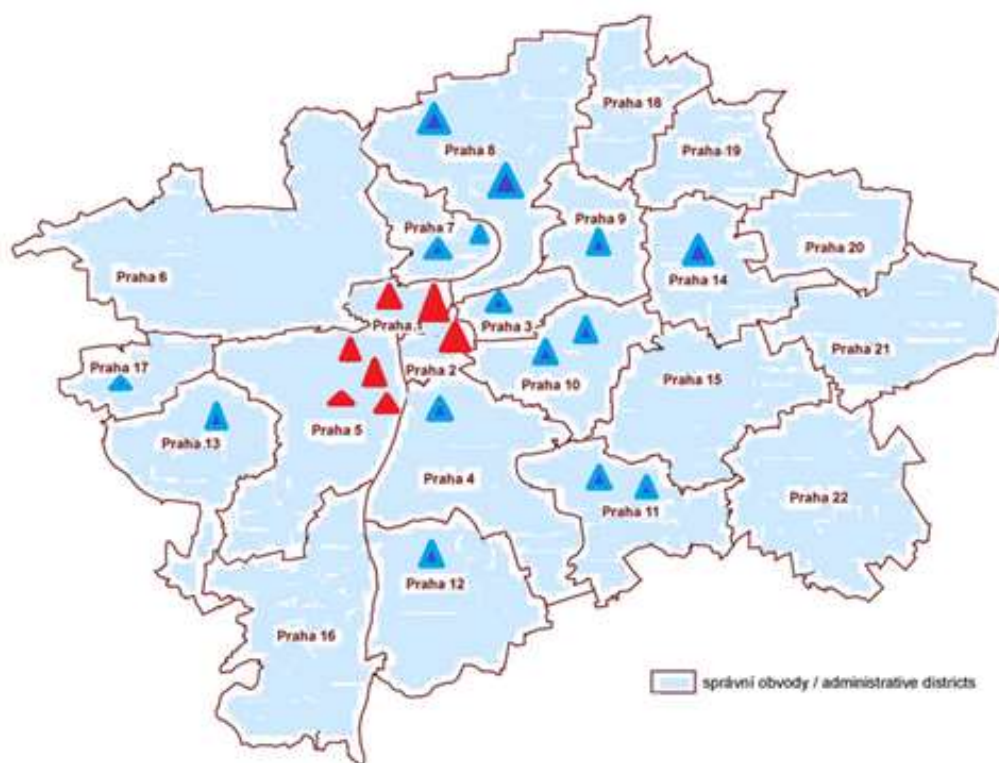 Praha 18
Praha 8
Praha 19
Praha 9
Praha 7
Praha 20
Praha 6
Praha 14
Praha 1
Praha 3
Praha 21
Praha 17
Praha 2
Praha 10
Praha 15
Praha 5
Praha 13
Praha 4
Praha 22
Praha 11
Praha 12
Praha 16
správní obvody / administrative districts